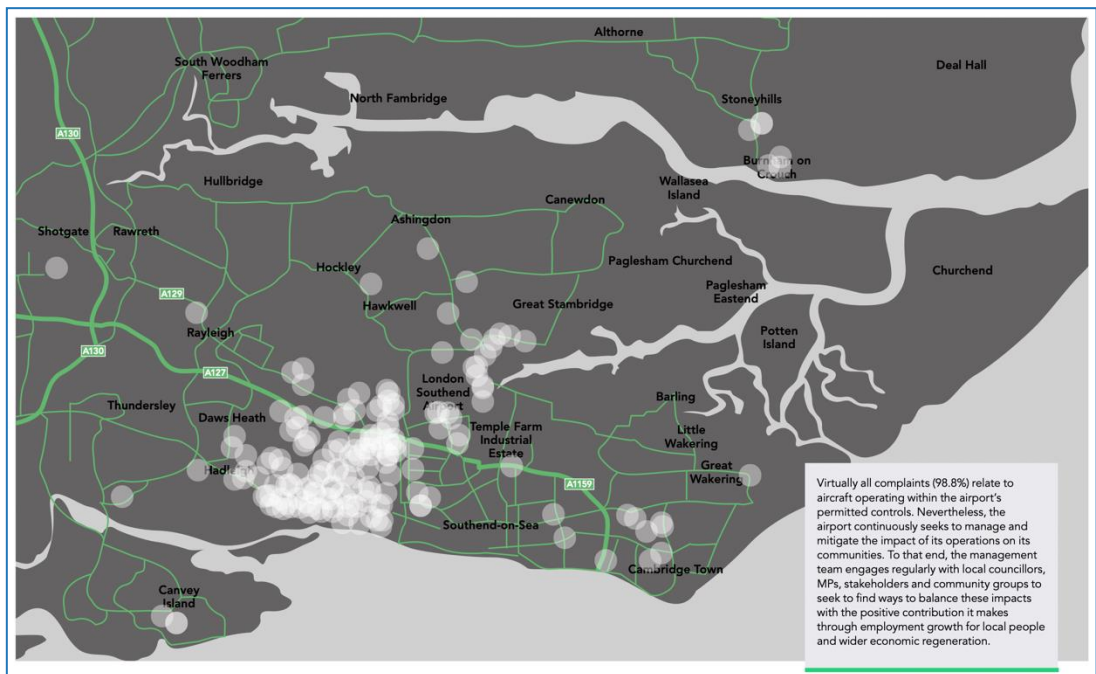 Althorne
South Woodham
Ferrers
Deal Hall
North Fambridge
Stoneyhills
A130
Burnham on
Crouch
Hullbridge
Wallasea
Island
Canewdon
Ashingdon
Shotgate
Rawreth
Hockley
Paglesham Churchend
Churchend
Paglesham
Eastend
A129
Hawkwell
Great Stambridge
Rayleigh
Potten
Island
A130
A127
London
Southend
Airport
Thundersley
Daws Heath
Barling
Temple Farm
Industrial
Estate
Little
Wakering
Hadleigh
Great
Wakering
A1159
Southend-on-Sea
Cambridge Town
Canvey
Island
Virtually all complaints (98.8%) relate to
aircraft operating within the airport's
permitted controls. Nevertheless, the
airport continuously seeks to manage and
mitigate the impact of its operations on its
communities. To that end, the management
team engages regularly with local councillors,
MPs, stakeholders and community groups to
seek to find ways to balance these impacts
with the positive contribution it makes
through employment growth for local people
and wider economic regeneration.